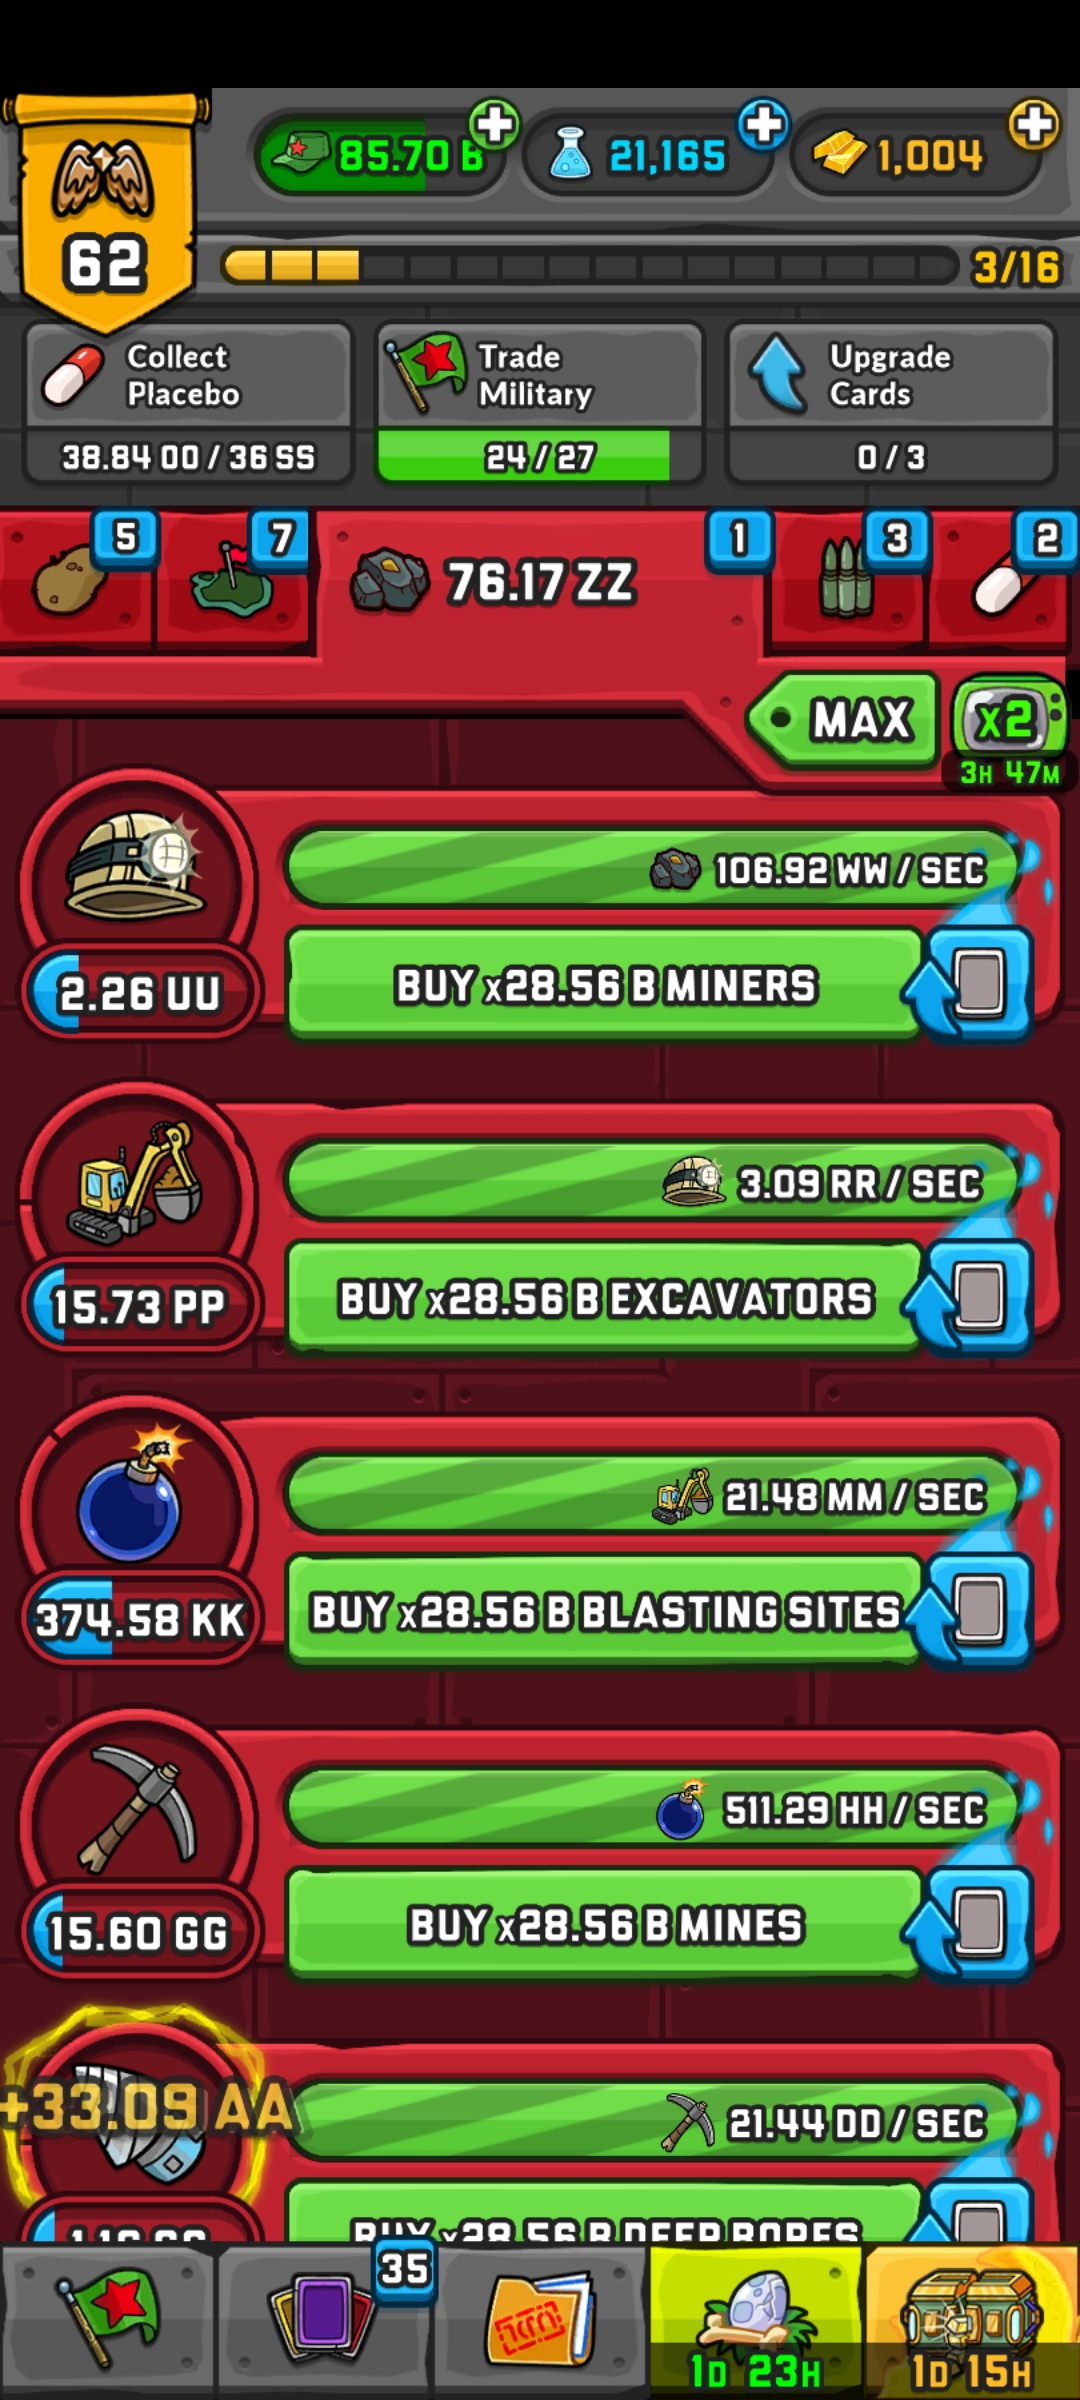 85.70 B
21,165
1,004
62
3/16
Collect
Placebo
Trade
Military
Upgrade
Cards
38.84 OO / 36 SS
24 / 27
0 / 3
5
7
76.17 ZZ
1
3
2
MAX
x2
3H 47M
106.92 WW / SEC
2.26 UU
BUY x28.56 B MINERS
3.09 RR / SEC
15.73 PP
BUY x28.56 B EXCAVATORS
21.48 MM / SEC
374.58 KK
BUY x28.56 B BLASTING SITES
511.29 HH / SEC
15.60 GG
BUY x28.56 B MINES
+33.09 AA
21.44 DD / SEC
BUY x28.56 B DEEP BORES
35
1D 23H
1D 15H